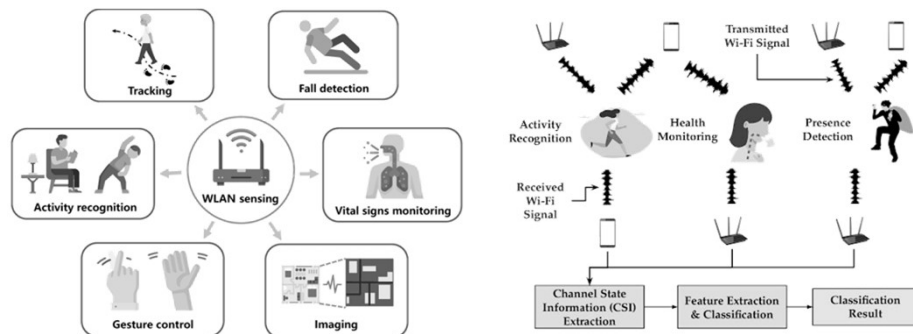 Tracking
Fall detection
Activity recognition
WLAN sensing
Vital signs monitoring
Gesture control
Imaging
Transmitted
Wi-Fi Signal
Activity
Recognition
Health
Monitoring
Presence
Detection
Received
Wi-Fi
Signal
Channel State
Information (CSI)
Extraction
Feature Extraction
& Classification
Classification
Result